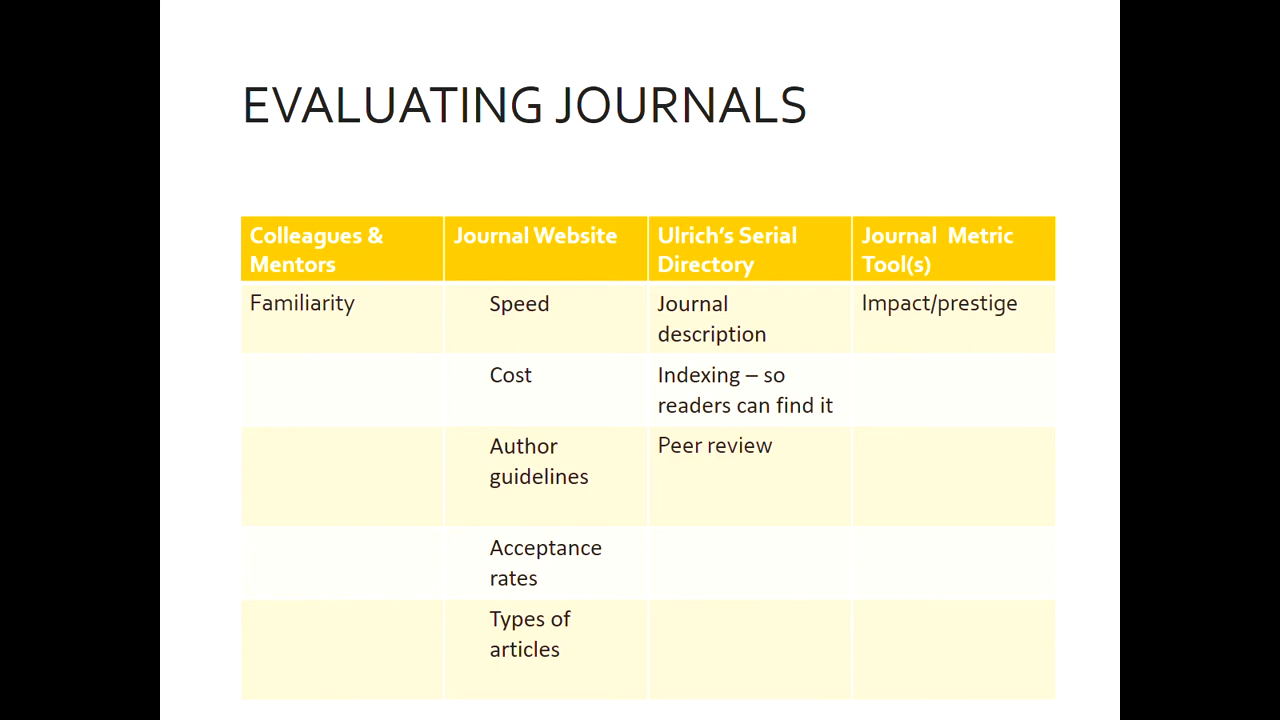 EVALUATING JOURNALS
Colleagues &
Mentors
Journal Website
Ulrich’s Serial
Directory
Journal  Metric
Tool(s)
Familiarity
Speed
Journal
description
Impact/prestige
Cost
Indexing – so
readers can find it
Author
guidelines
Peer review
Acceptance
rates
Types of
articles